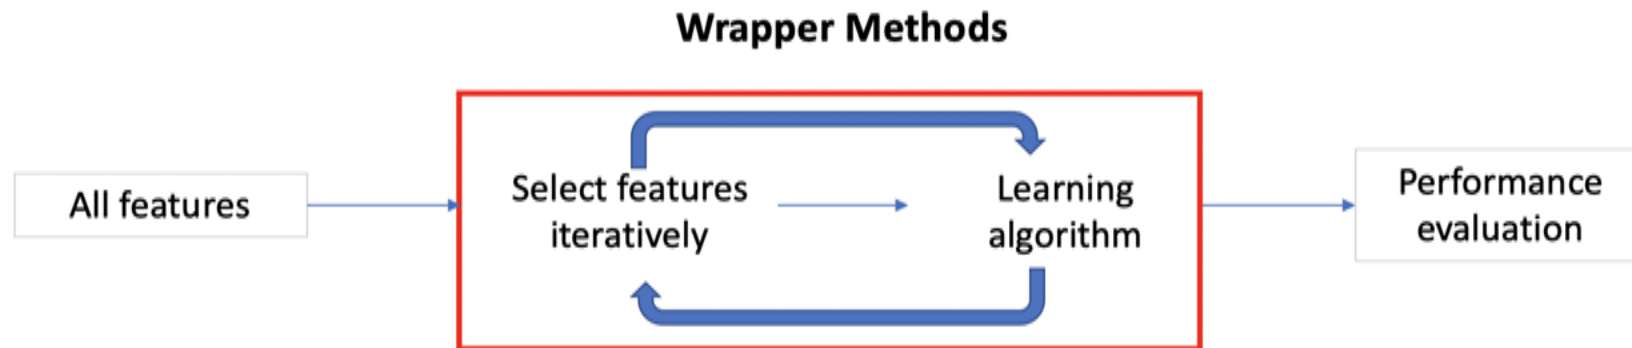 Wrapper Methods
All features
Select features
iteratively
Learning
algorithm
Performance
evaluation